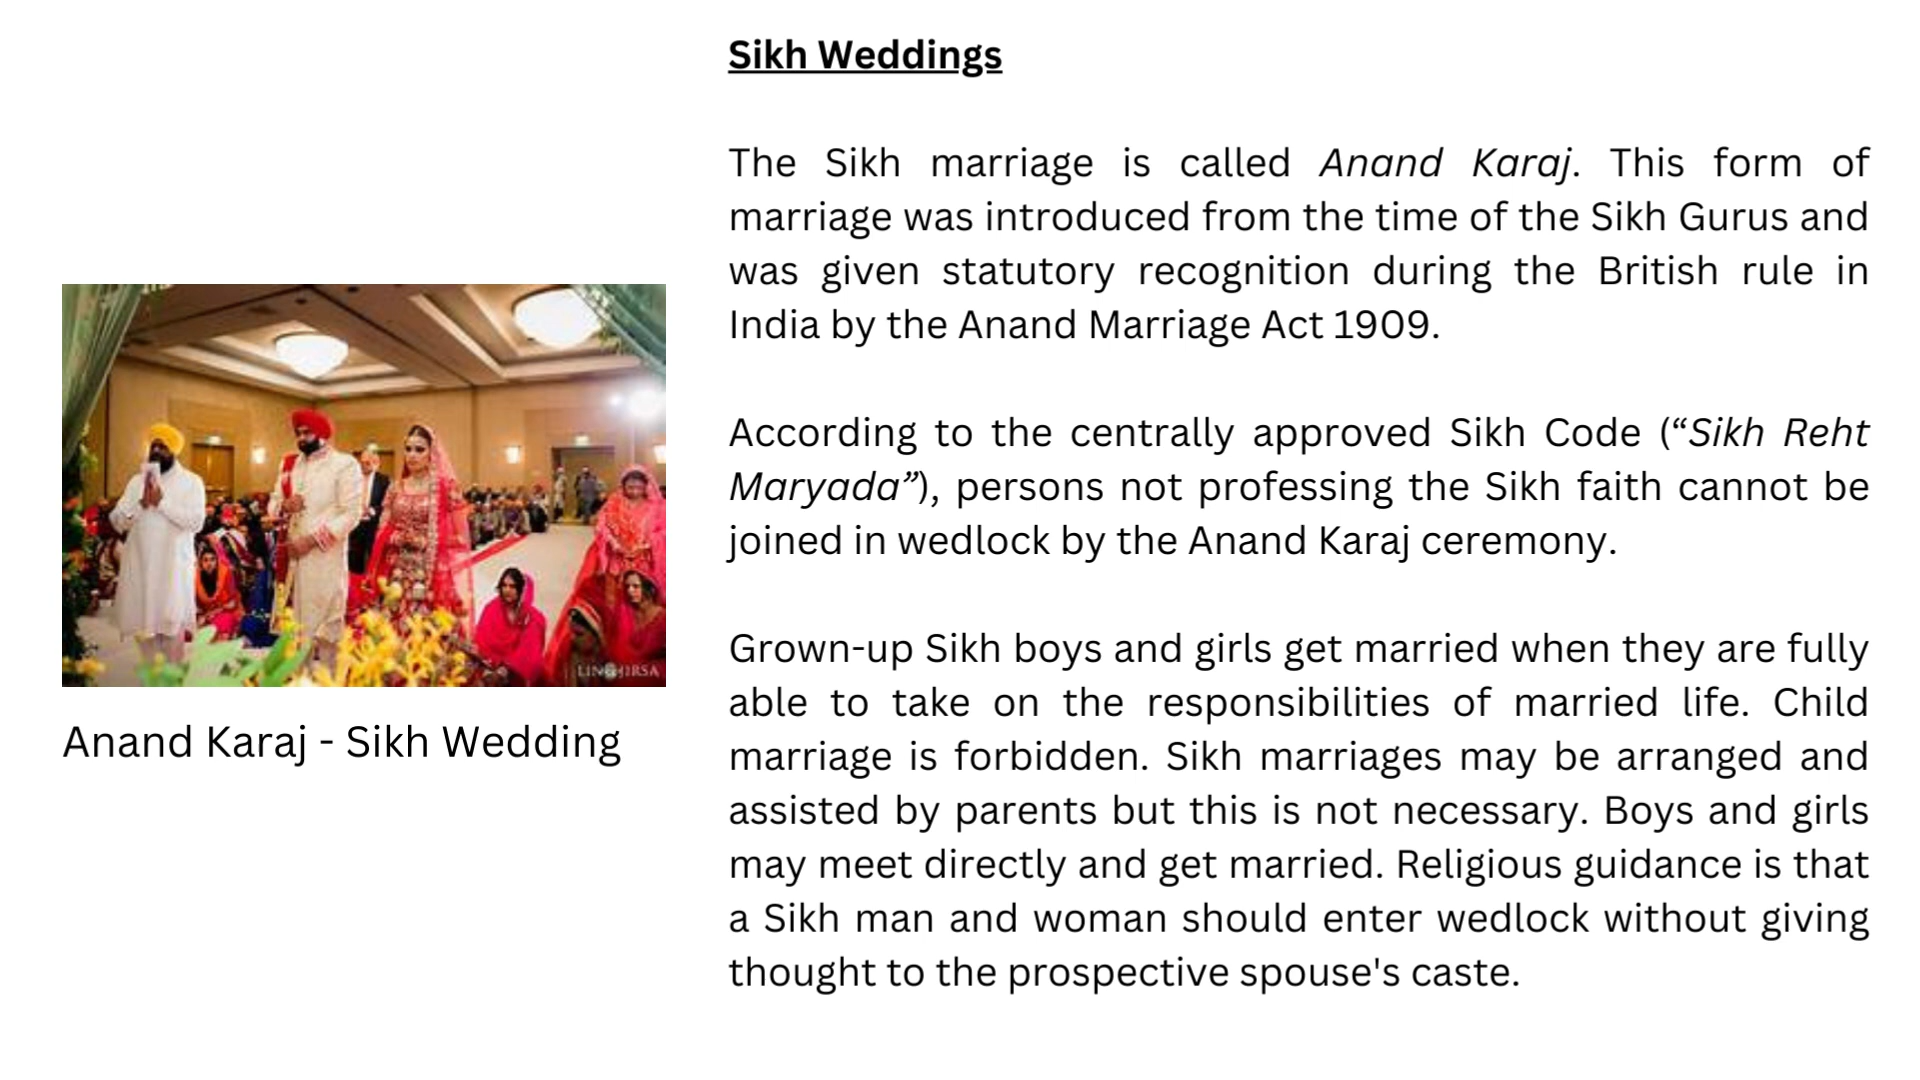 Sikh Weddings
The Sikh marriage is called Anand Karaj. This form of
marriage was introduced from the time of the Sikh Gurus and
was given statutory recognition during the British rule in
India by the Anand Marriage Act 1909.
According to the centrally approved Sikh Code (“Sikh Reht
Maryada”), persons not professing the Sikh faith cannot be
joined in wedlock by the Anand Karaj ceremony.
Grown-up Sikh boys and girls get married when they are fully
able to take on the responsibilities of married life. Child
marriage is forbidden. Sikh marriages may be arranged and
assisted by parents but this is not necessary. Boys and girls
may meet directly and get married. Religious guidance is that
a Sikh man and woman should enter wedlock without giving
thought to the prospective spouse's caste.
Anand Karaj - Sikh Wedding